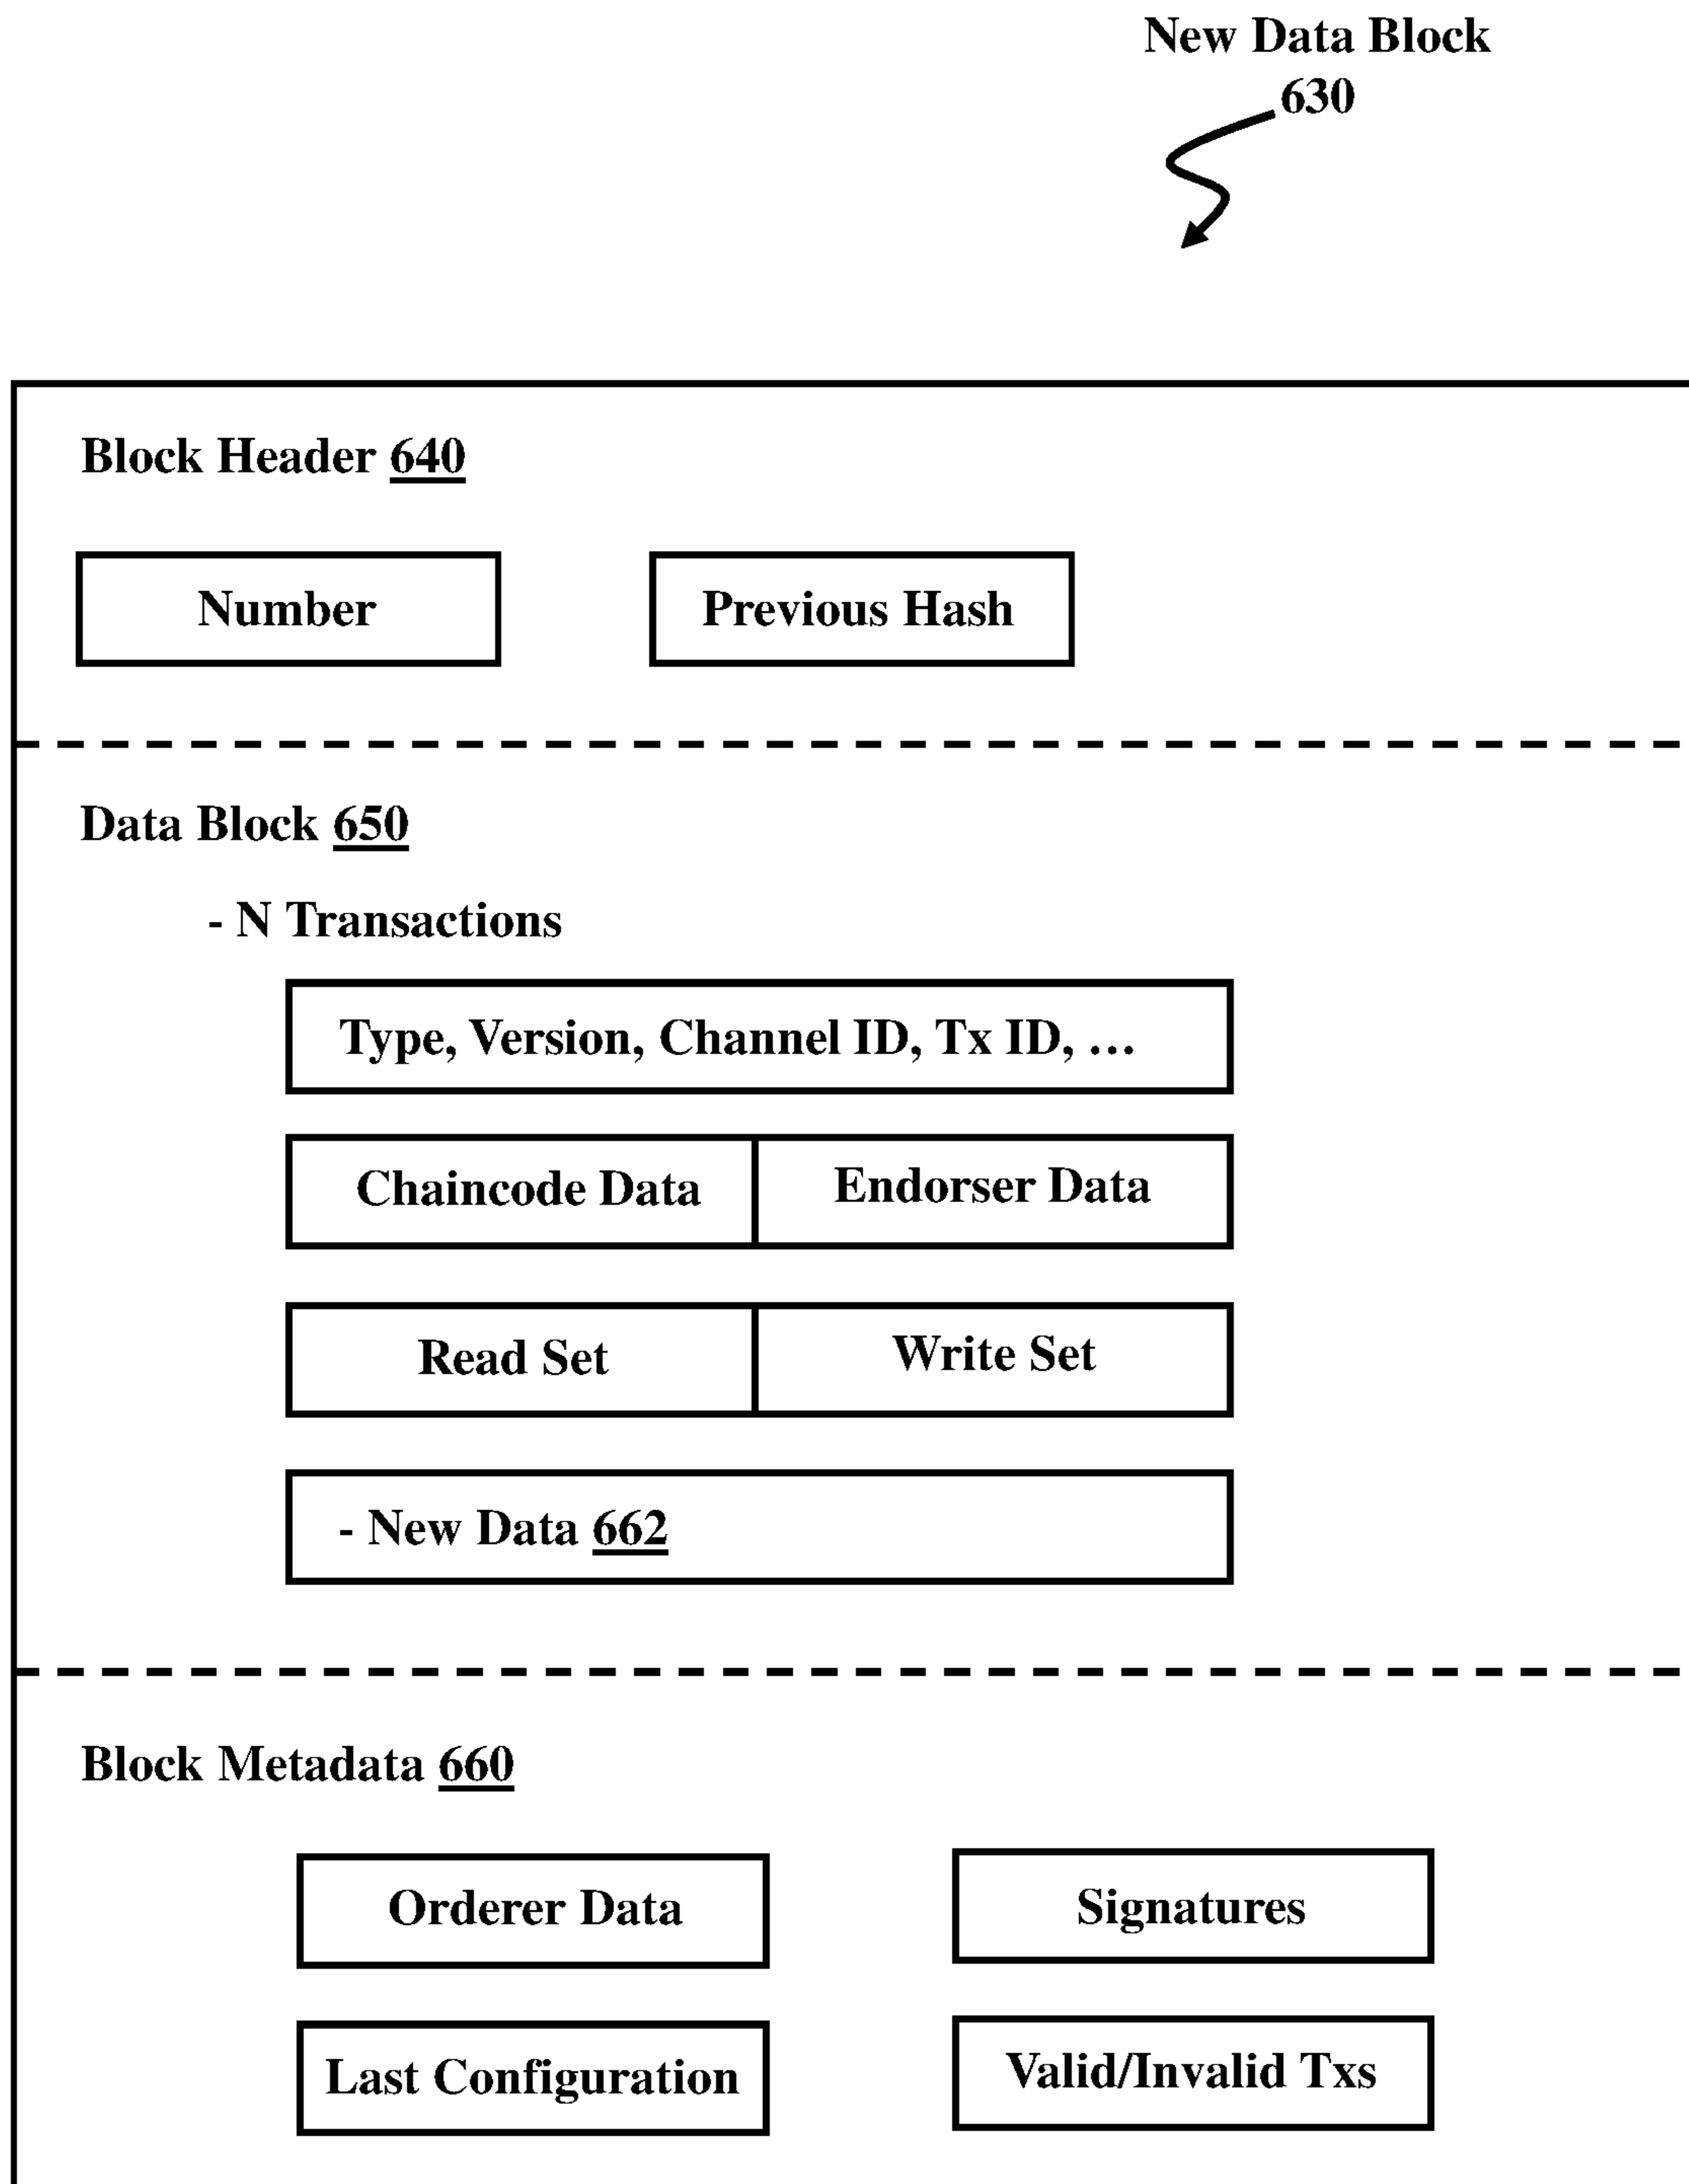 New Data Block
630
Block Header 640
Number
Previous Hash
Data Block 650
- N Transactions
Type, Version, Channel ID, Tx ID, …
Chaincode Data
Endorser Data
Read Set
Write Set
- New Data 662
Block Metadata 660
Orderer Data
Signatures
Last Configuration
Valid/Invalid Txs